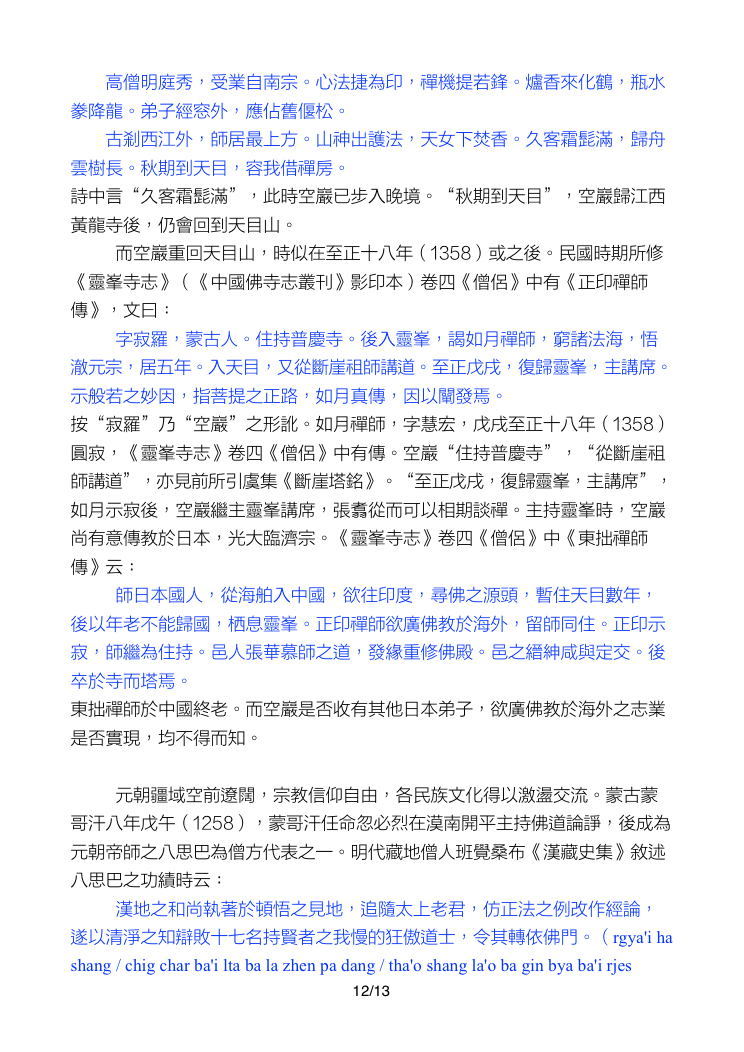 高僧明庭秀，受業自南宗。心法捷為印，禪機提若鋒。爐香來化鶴，瓶水
豢降龍。弟子經窓外，應佔舊偃松。
古剎西江外，師居最上方。山神出護法，天女下焚香。久客霜髭滿，歸舟
雲樹長。秋期到天目，容我借禪房。
詩中言“久客霜髭滿”，此時空巖已步入晚境。“秋期到天目”，空巖歸江西
黃龍寺後，仍會回到天目山。
而空巖重回天目山，時似在至正十八年（1358）或之後。民國時期所修
《靈峯寺志》（《中國佛寺志叢刊》影印本）卷四《僧侶》中有《正印禪師
傳》，文曰：
字寂羅，蒙古人。住持普慶寺。後入靈峯，謁如月禪師，窮諸法海，悟
澈元宗，居五年。入天目，又從斷崖祖師講道。至正戊戌，復歸靈峯，主講席。
示般若之妙因，指菩提之正路，如月真傳，因以闡發焉。
按“寂羅”乃“空巖”之形訛。如月禪師，字慧宏，戊戌至正十八年（1358）
圓寂，《靈峯寺志》卷四《僧侶》中有傳。空巖“住持普慶寺”，“從斷崖祖
師講道”，亦見前所引虞集《斷崖塔銘》。“至正戊戌，復歸靈峯，主講席”，
如月示寂後，空巖繼主靈峯講席，張翥從而可以相期談禪。主持靈峯時，空巖
尚有意傳教於日本，光大臨濟宗。《靈峯寺志》卷四《僧侶》中《東拙禪師
傳》云：
師日本國人，從海舶入中國，欲往印度，尋佛之源頭，暫住天目數年，
後以年老不能歸國，栖息靈峯。正印禪師欲廣佛教於海外，留師同住。正印示
寂，師繼為住持。邑人張華慕師之道，發緣重修佛殿。邑之縉紳咸與定交。後
卒於寺而塔焉。
東拙禪師於中國終老。而空巖是否收有其他日本弟子，欲廣佛教於海外之志業
是否實現，均不得而知。
元朝疆域空前遼闊，宗教信仰自由，各民族文化得以激盪交流。蒙古蒙
哥汗八年戊午（1258），蒙哥汗任命忽必烈在漠南開平主持佛道論諍，後成為
元朝帝師之八思巴為僧方代表之一。明代藏地僧人班覺桑布《漢藏史集》敘述
八思巴之功績時云：
漢地之和尚執著於頓悟之見地，追隨太上老君，仿正法之例改作經論，
遂以清淨之知辯敗十七名持賢者之我慢的狂傲道士，令其轉依佛門。（rgya'i ha
shang / chig char ba'i lta ba la zhen pa dang / tha'o shang la'o ba gin bya ba'i rjes
12/13